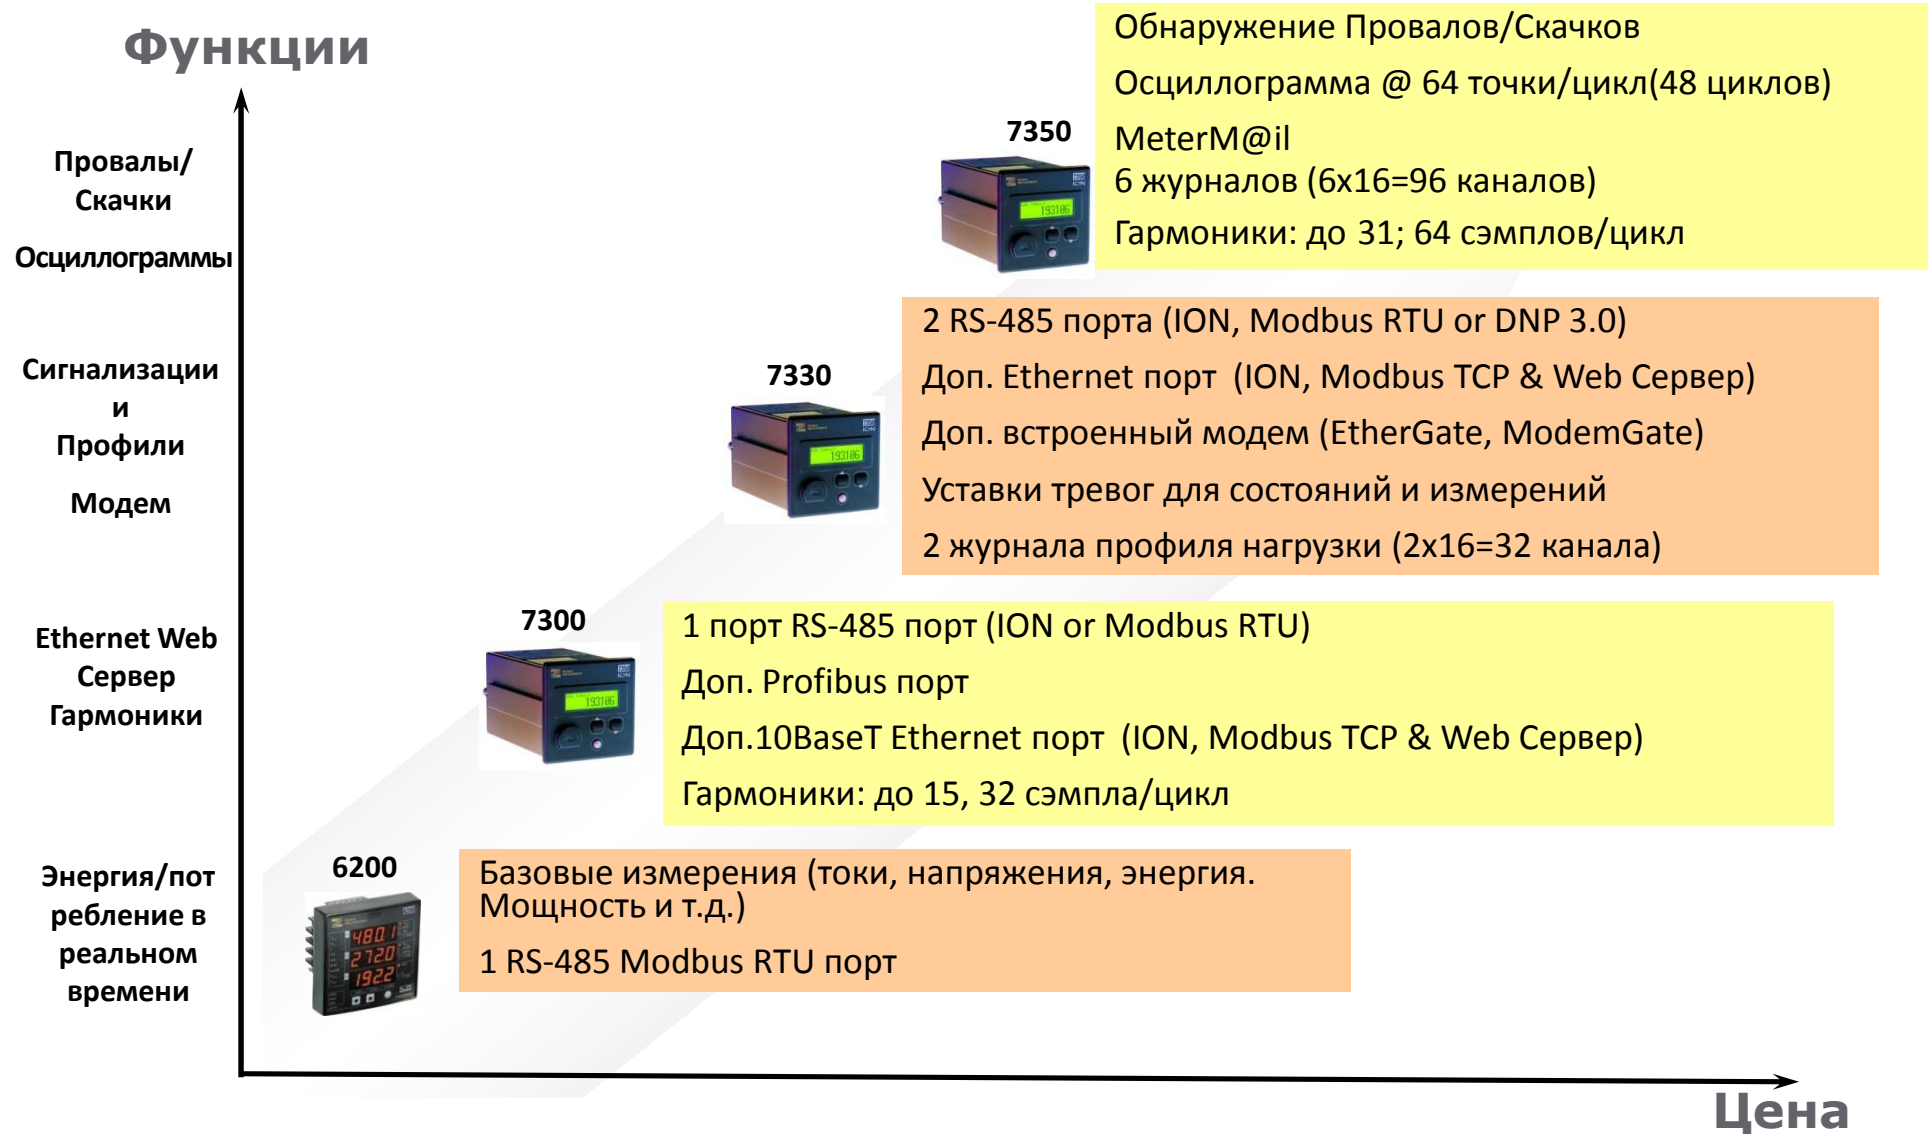 Функции
Обнаружение Провалов/Скачков
Осциллограмма @ 64 точки/цикл(48 циклов)
MeterM@il
6 журналов (6x16=96 каналов)
Гармоники: до 31; 64 сэмплов/цикл
7350
Провалы/
Скачки
Осциллограммы
2 RS-485 порта (ION, Modbus RTU or DNP 3.0)
Доп. Ethernet порт (ION, Modbus TCP & Web Сервер)
Доп. встроенный модем (EtherGate, ModemGate)
Уставки тревог для состояний и измерений
2 журнала профиля нагрузки (2x16=32 канала)
7330
Сигнализации
и
Профили
Модем
7300
1 порт RS-485 порт (ION or Modbus RTU)
Доп. Profibus порт
Доп.10BaseT Ethernet порт (ION, Modbus TCP & Web Сервер)
Гармоники: до 15, 32 сэмпла/цикл
Ethernet Web
Сервер
Гармоники
6200
Базовые измерения (токи, напряжения, энергия.
Мощность и т.д.)
1 RS-485 Modbus RTU порт
480.1
272.0
192.2
Энергия/пот
ребление в
реальном
времени
Цена